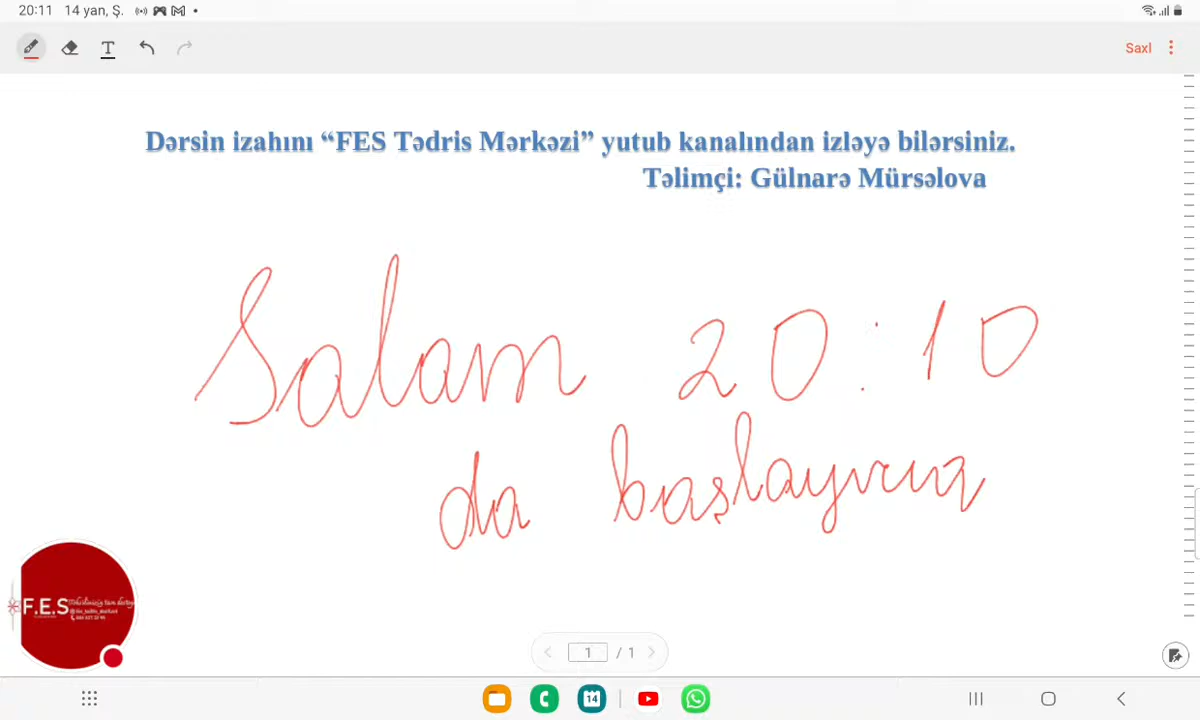 20:11 14 yan, Ş.
Saxl
Dərsin izahını “FES Tədris Mərkəzi” yutub kanalından izləyə bilərsiniz.
Təlimçi: Gülnarə Mürsəlova
Salam 20:10
da başlayırıq
F.E.S
1 / 1
14